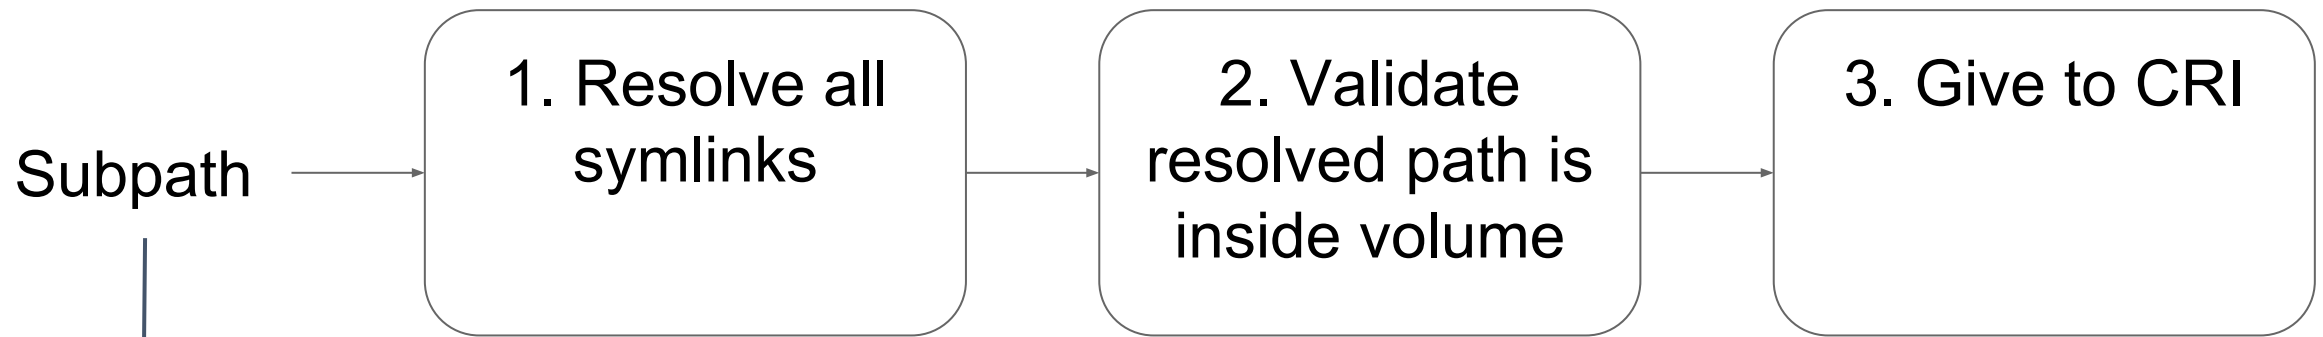 Subpath
1. Resolve all
symlinks
2. Validate
resolved path is
inside volume
3. Give to CRI